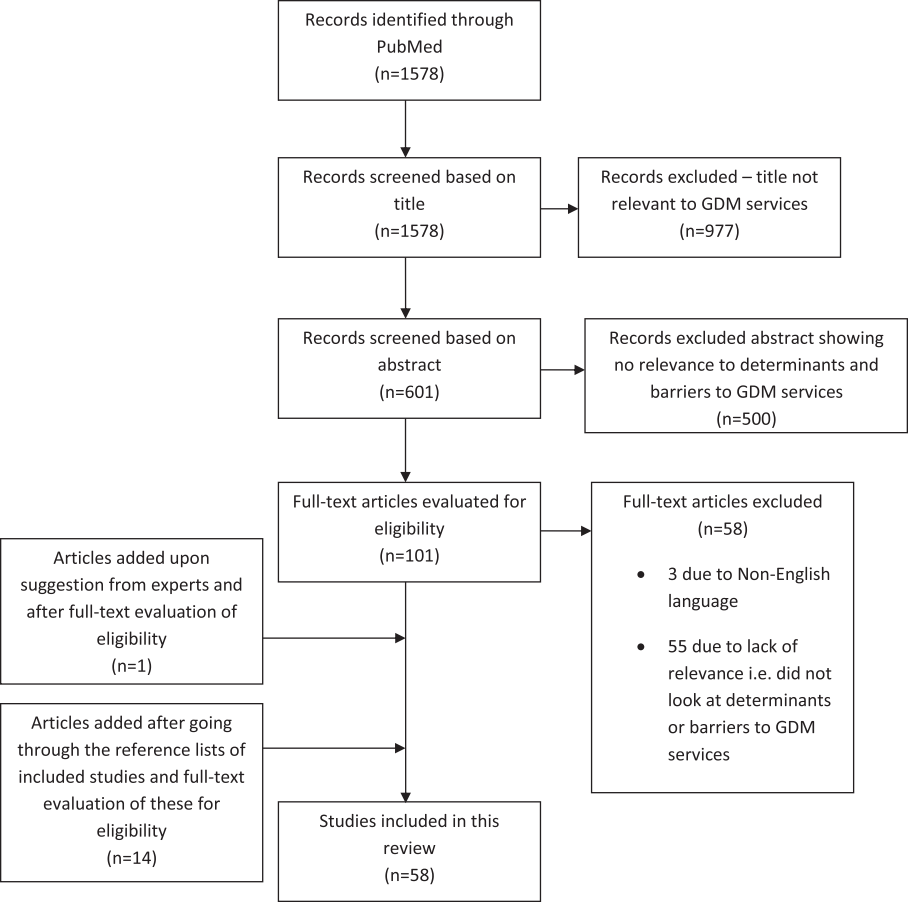 Records identified through
PubMed
(n=1578)
Records screened based on
title
(n=1578)
Records excluded – title not
relevant to GDM services
(n=977)
Records screened based on
abstract
(n=601)
Records excluded abstract showing
no relevance to determinants and
barriers to GDM services
(n=500)
Full-text articles evaluated for
eligibility
(n=101)
Full-text articles excluded
(n=58)
• 3 due to Non-English
language
• 55 due to lack of
relevance i.e. did not
look at determinants
or barriers to GDM
services
Articles added upon
suggestion from experts and
after full-text evaluation of
eligibility
(n=1)
Articles added after going
through the reference lists of
included studies and full-text
evaluation of these for
eligibility
(n=14)
Studies included in this
review
(n=58)